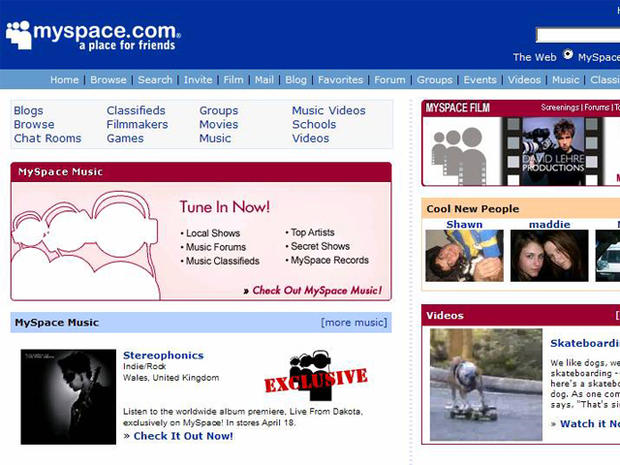 myspace.com
a place for friends
The Web MySpace
Home | Browse | Search | Invite | Film | Mail | Blog | Favorites | Forum | Groups | Events | Videos | Music | Classi
Blogs Classifieds Groups Music Videos
Browse Filmmakers Movies Schools
Chat Rooms Games Music Videos
MySpace Music
Tune In Now!
• Local Shows • Top Artists
• Music Forums • Secret Shows
• Music Classifieds • MySpace Records
» Check Out MySpace Music!
MySpace Music [more music]
Stereophonics
Indie/Rock
Wales, United Kingdom
EXCLUSIVE
Listen to the worldwide album premiere, Live From Dakota,
exclusively on MySpace! In stores April 18.
» Check It Out Now!
MYSPACE FILM Screenings | Forums | To
DAVID LEHRE
PRODUCTIONS
Cool New People
Shawn maddie
Videos [
Skateboardin
We like dogs, we
skateboarding --
here's a skatebo
dog. As one com
says, "That's si
» Watch it No